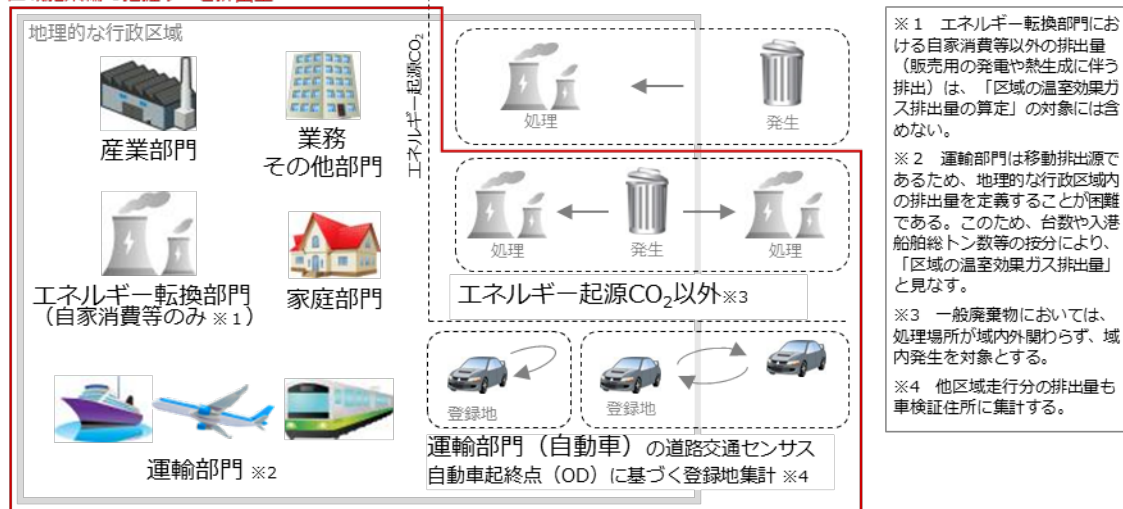 地理的な行政区域
産業部門
業務
その他部門
エネルギー転換部門
（自家消費等のみ ※１）
家庭部門
運輸部門 ※2
エネルギー起源CO₂
処理
発生
処理
発生
処理
エネルギー起源CO₂以外※3
登録地
登録地
運輸部門（自動車）の道路交通センサス
自動車起終点（OD）に基づく登録地集計 ※4
※１　エネルギー転換部門にお
ける自家消費等以外の排出量
（販売用の発電や熱生成に伴う
排出）は、「区域の温室効果ガ
ス排出量の算定」の対象には含
めない。
※２　運輸部門は移動排出源で
あるため、地理的な行政区域内
の排出量を定義することが困難
である。このため、台数や入港
船舶総トン数等の按分により、
「区域の温室効果ガス排出量」
と見なす。
※3　一般廃棄物においては、
処理場所が域内外関わらず、域
内発生を対象とする。
※4　他区域走行分の排出量も
車検証住所に集計する。